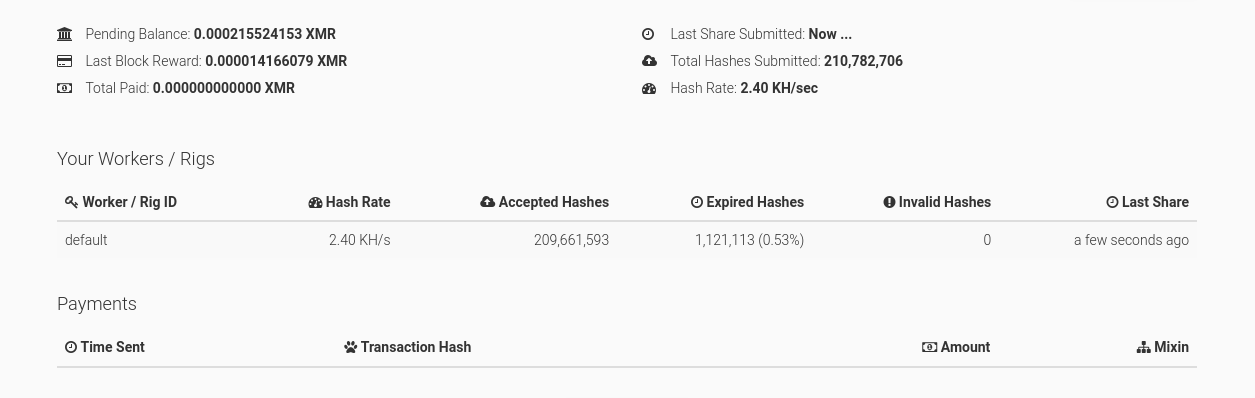 Pending Balance: 0.000215524153 XMR
Last Block Reward: 0.000014166079 XMR
Total Paid: 0.000000000000 XMR
Last Share Submitted: Now ...
Total Hashes Submitted: 210,782,706
Hash Rate: 2.40 KH/sec
Your Workers / Rigs
Worker / Rig ID Hash Rate Accepted Hashes Expired Hashes Invalid Hashes Last Share
default 2.40 KH/s 209,661,593 1,121,113 (0.53%) 0 a few seconds ago
Payments
Time Sent Transaction Hash Amount Mixin